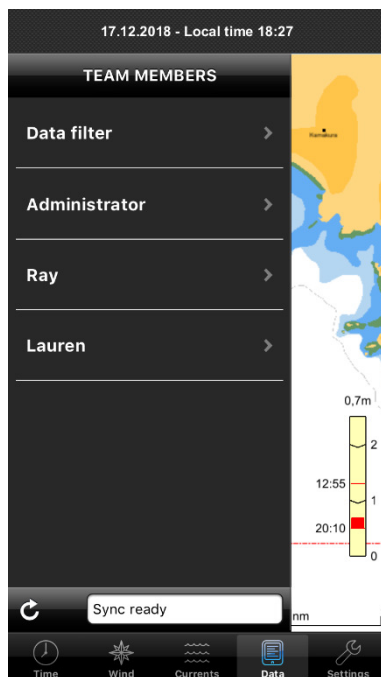 17.12.2018 - Local time 18:27
TEAM MEMBERS
Data filter
Administrator
Ray
Lauren
Kamakura
0,7m
2
12:55
1
20:10
0
Sync ready
nm
Time
Wind
Currents
Data
Settings